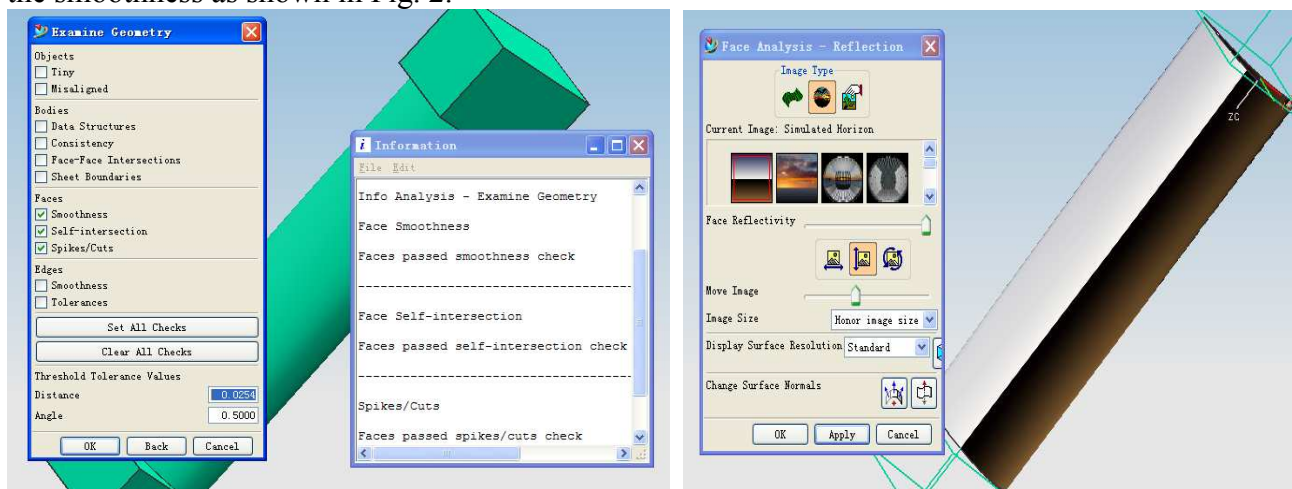 the smoothness as shown in Fig. 2.
Examine Geometry
Objects
Tiny
Misaligned
Bodies
Data Structures
Consistency
Face-Face Intersections
Sheet Boundaries
Faces
Smoothness
Self-intersection
Spikes/Cuts
Edges
Smoothness
Tolerances
Set All Checks
Clear All Checks
Threshold Tolerance Values
Distance 0.0254
Angle 0.5000
OK Back Cancel
i Information
File Edit
Info Analysis - Examine Geometry
Face Smoothness
Faces passed smoothness check
----------------------------------------
Face Self-intersection
Faces passed self-intersection check
----------------------------------------
Spikes/Cuts
Faces passed spikes/cuts check
Face Analysis - Reflection
Image Type
Current Image: Simulated Horizon
Face Reflectivity
Move Image
Image Size Honor image size
Display Surface Resolution Standard
Change Surface Normals
OK Apply Cancel
ZC